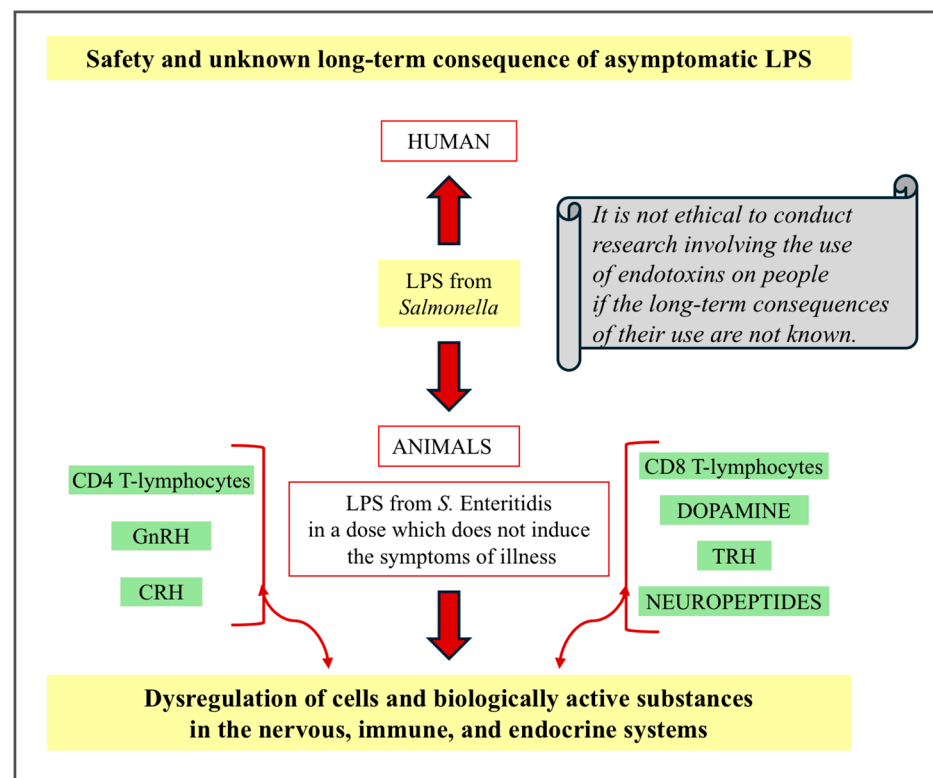 Safety and unknown long-term consequence of asymptomatic LPS
HUMAN
It is not ethical to conduct
research involving the use
of endotoxins on people
if the long-term consequences
of their use are not known.
LPS from
Salmonella
ANIMALS
CD4 T-lymphocytes
GnRH
CRH
LPS from S. Enteritidis
in a dose which does not induce
the symptoms of illness
CD8 T-lymphocytes
DOPAMINE
TRH
NEUROPEPTIDES
Dysregulation of cells and biologically active substances
in the nervous, immune, and endocrine systems